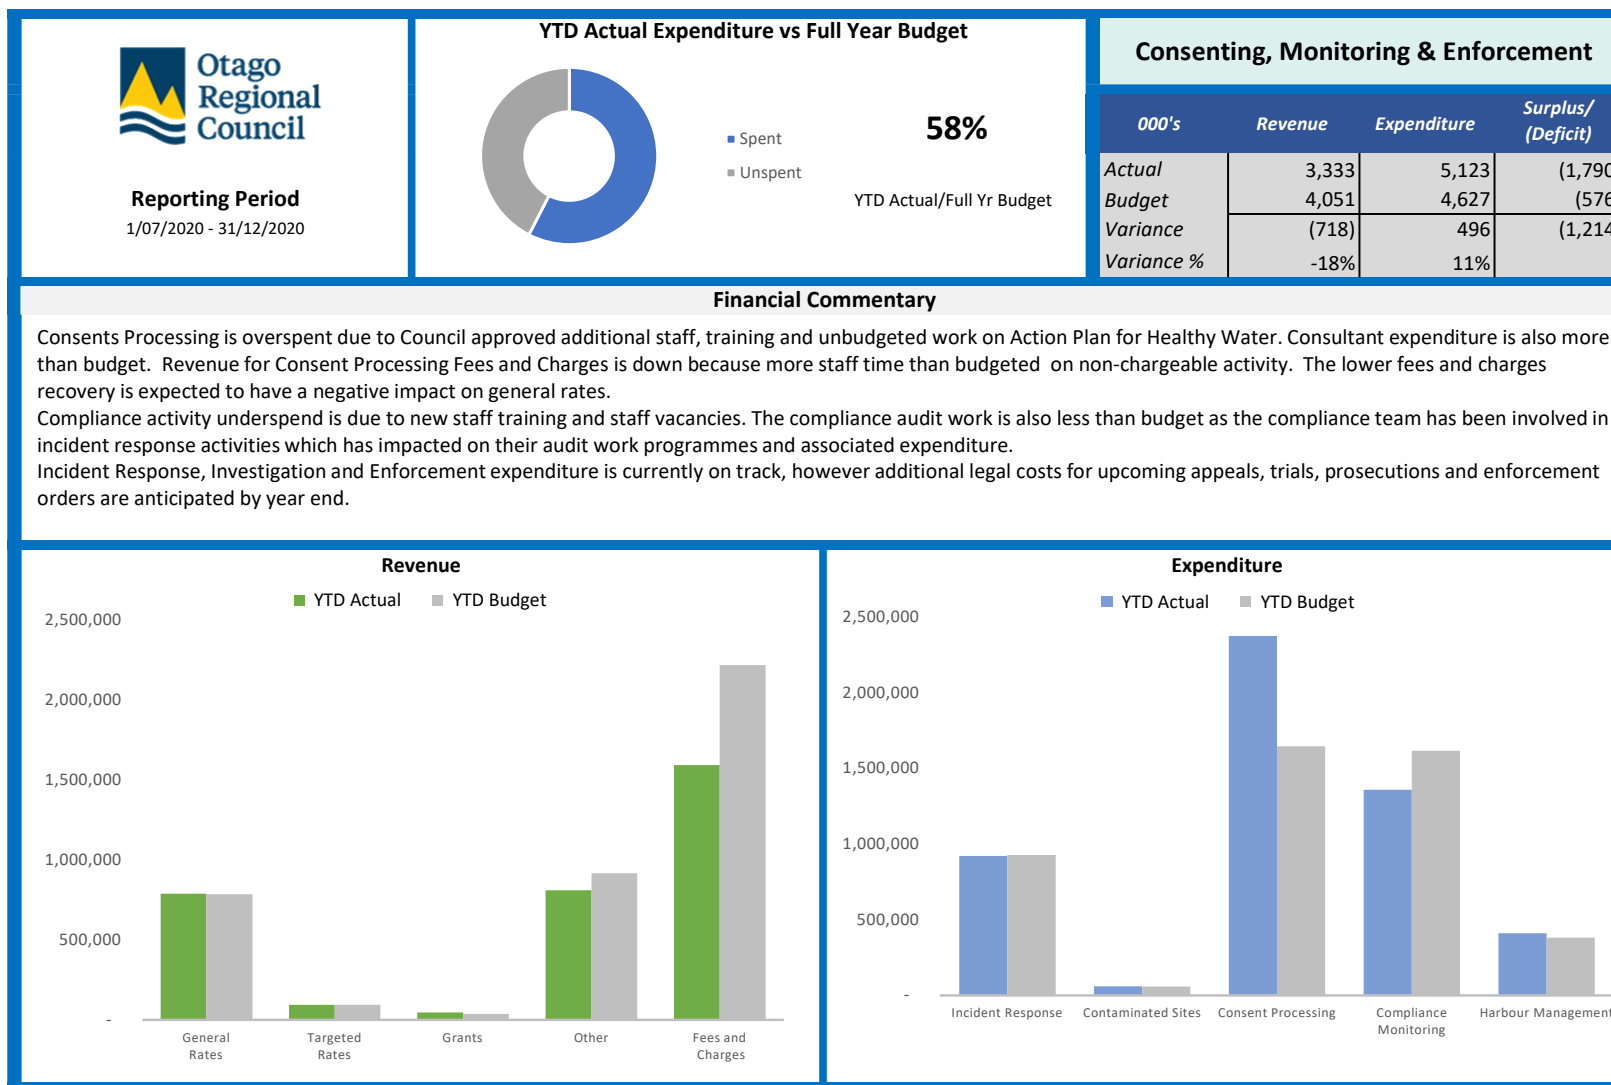 Otago
Regional
Council
Reporting Period
1/07/2020 - 31/12/2020
YTD Actual Expenditure vs Full Year Budget
Spent
Unspent
58%
YTD Actual/Full Yr Budget
Consenting, Monitoring & Enforcement
000's Revenue Expenditure Surplus/ (Deficit)
Actual 3,333 5,123 (1,790
Budget 4,051 4,627 (576
Variance (718) 496 (1,214
Variance % -18% 11%
Financial Commentary
Consents Processing is overspent due to Council approved additional staff, training and unbudgeted work on Action Plan for Healthy Water. Consultant expenditure is also more
than budget.  Revenue for Consent Processing Fees and Charges is down because more staff time than budgeted  on non-chargeable activity.  The lower fees and charges
recovery is expected to have a negative impact on general rates.
Compliance activity underspend is due to new staff training and staff vacancies. The compliance audit work is also less than budget as the compliance team has been involved in
incident response activities which has impacted on their audit work programmes and associated expenditure.
Incident Response, Investigation and Enforcement expenditure is currently on track, however additional legal costs for upcoming appeals, trials, prosecutions and enforcement
orders are anticipated by year end.
Revenue
YTD Actual YTD Budget
2,500,000
2,000,000
1,500,000
1,000,000
500,000
-
General Rates
Targeted Rates
Grants
Other
Fees and Charges
Expenditure
YTD Actual YTD Budget
2,500,000
2,000,000
1,500,000
1,000,000
500,000
-
Incident Response
Contaminated Sites
Consent Processing
Compliance Monitoring
Harbour Management